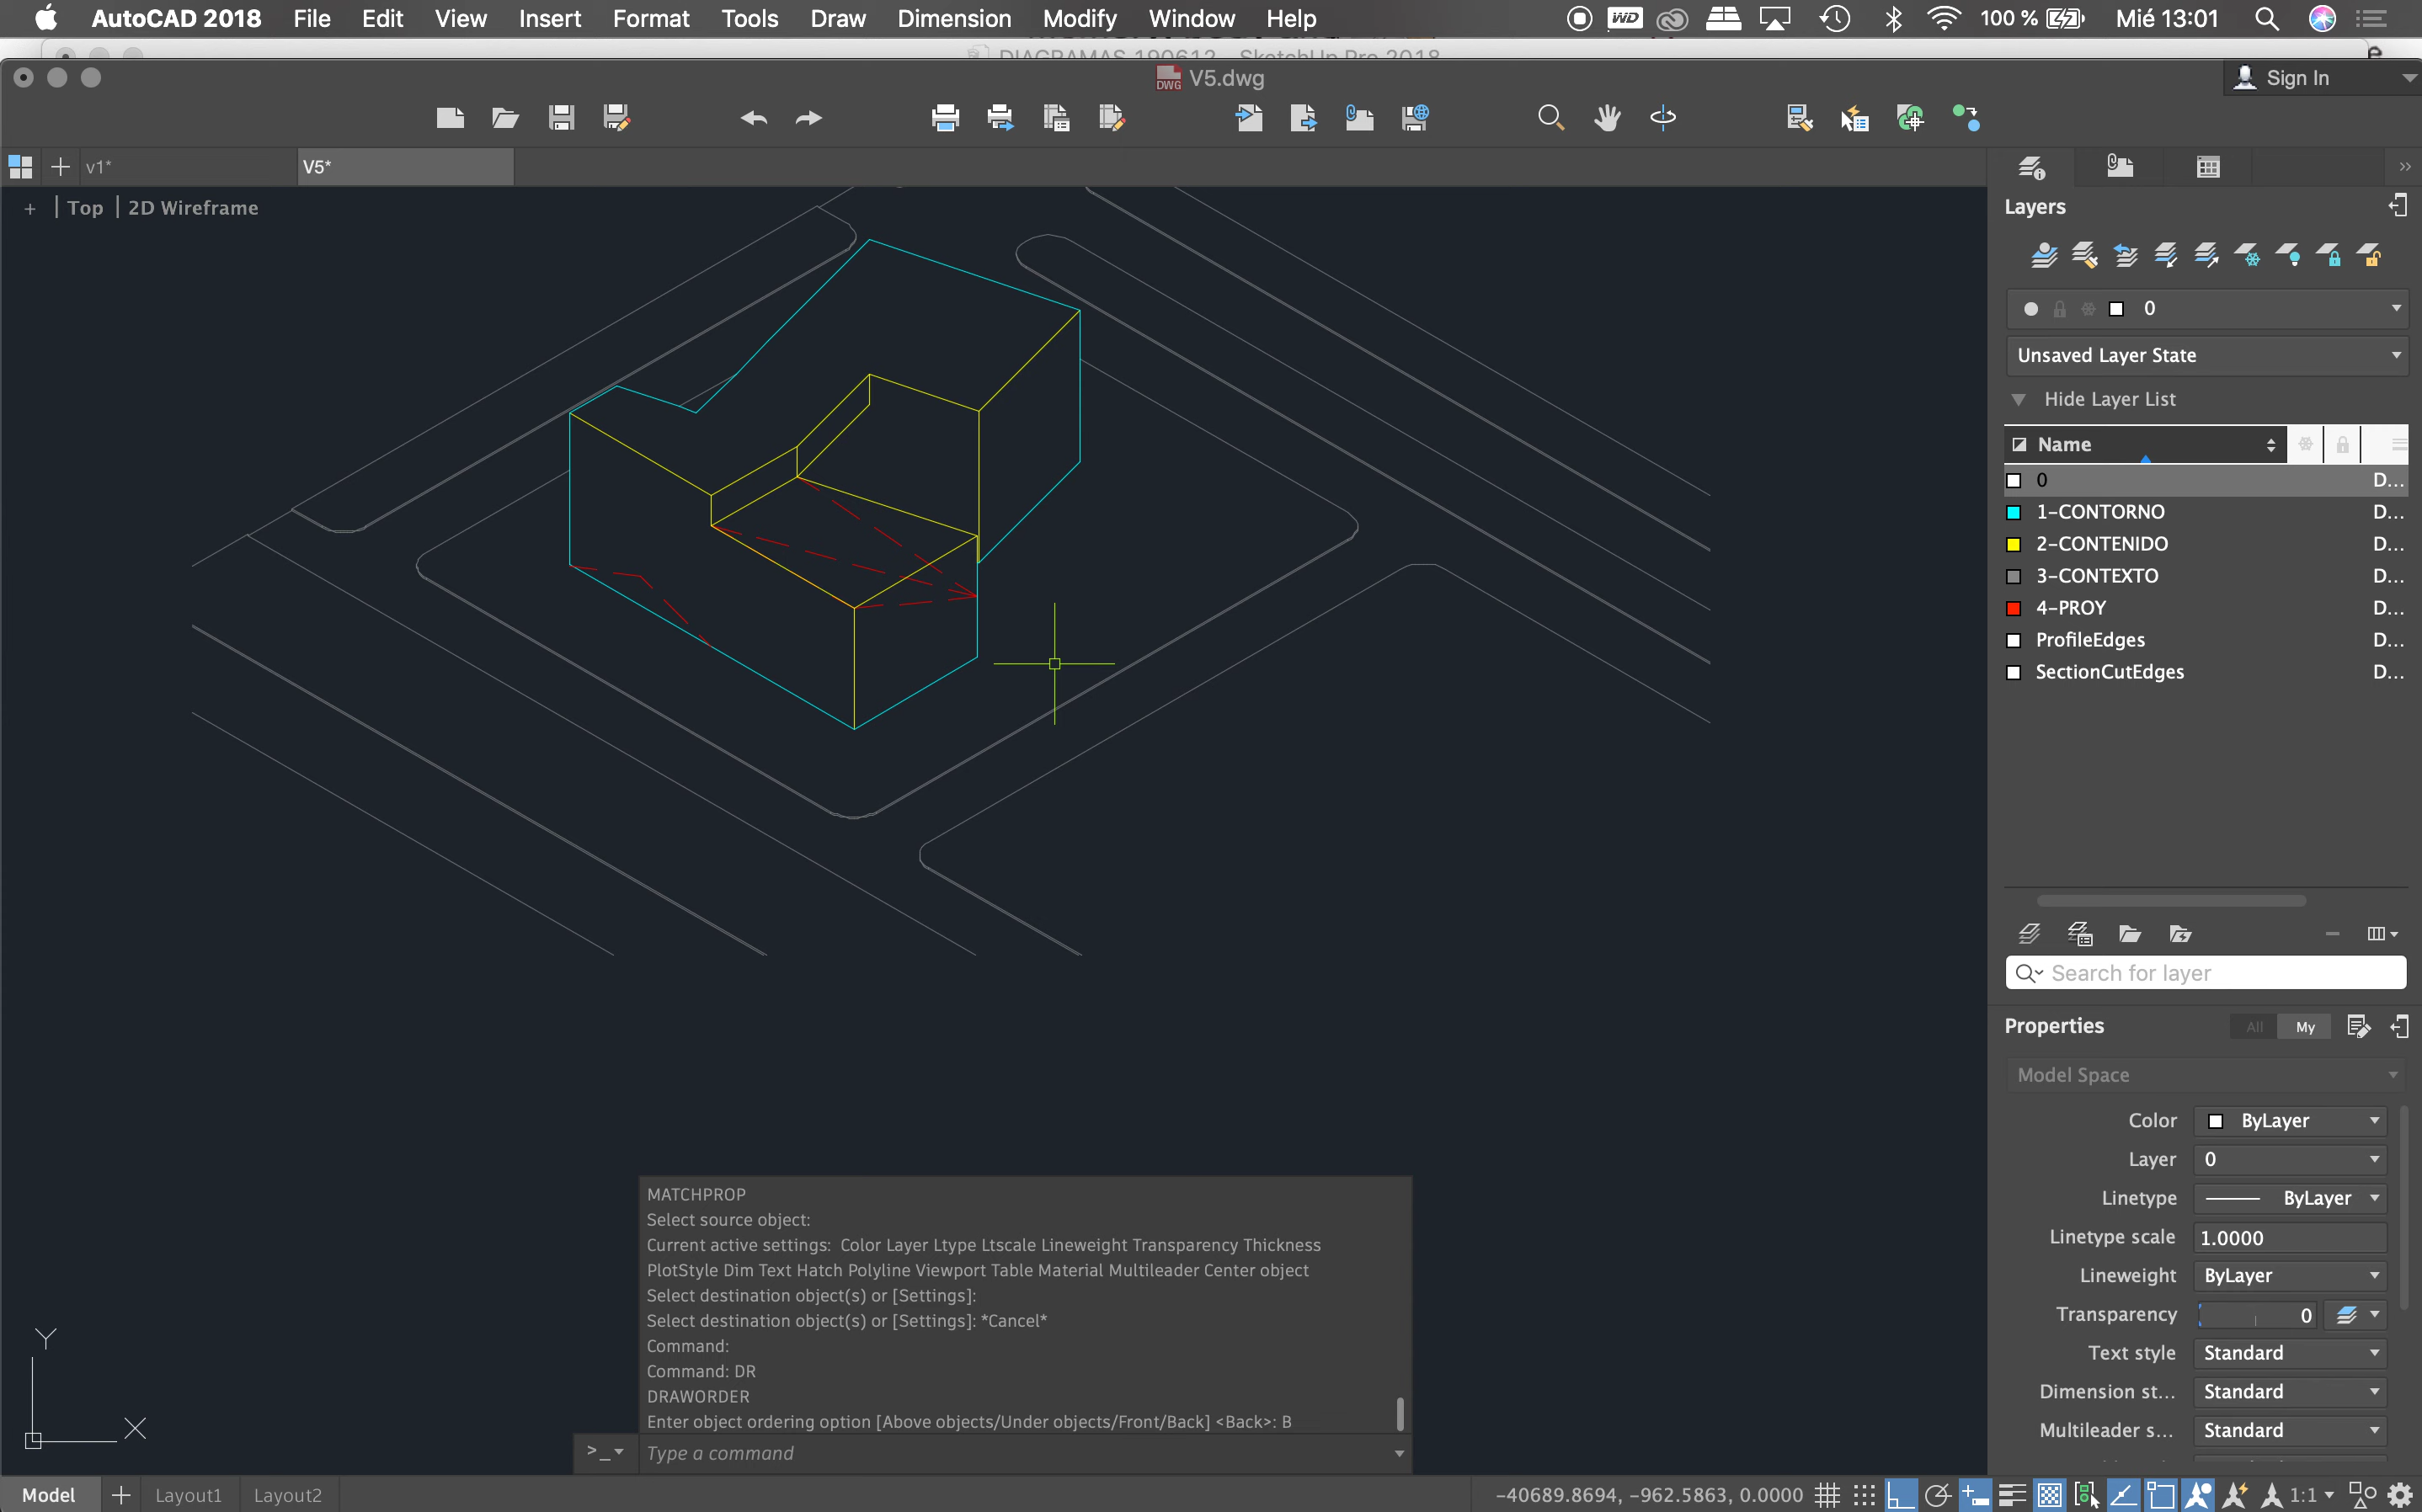 AutoCAD 2018 File Edit View Insert Format Tools Draw Dimension Modify Window Help WD 100 % Mié 13:01
DIAGRAMAS 190612 - SketchUp Pro 2018
DWG V5.dwg Sign In
v1* V5*
+ Top 2D Wireframe
Layers
0
Unsaved Layer State
Hide Layer List
Name
0 D...
1-CONTORNO D...
2-CONTENIDO D...
3-CONTEXTO D...
4-PROY D...
ProfileEdges D...
SectionCutEdges D...
Search for layer
Properties All My
Model Space
Color ByLayer
Layer 0
Linetype ByLayer
Linetype scale 1.0000
Lineweight ByLayer
Transparency 0
Text style Standard
Dimension st... Standard
Multileader s... Standard
MATCHPROP
Select source object:
Current active settings: Color Layer Ltype Ltscale Lineweight Transparency Thickness
PlotStyle Dim Text Hatch Polyline Viewport Table Material Multileader Center object
Select destination object(s) or [Settings]:
Select destination object(s) or [Settings]: *Cancel*
Command:
Command: DR
DRAWORDER
Enter object ordering option [Above objects/Under objects/Front/Back] <Back>: B
>_ Type a command
Y
X
Model Layout1 Layout2 -40689.8694, -962.5863, 0.0000 1:1